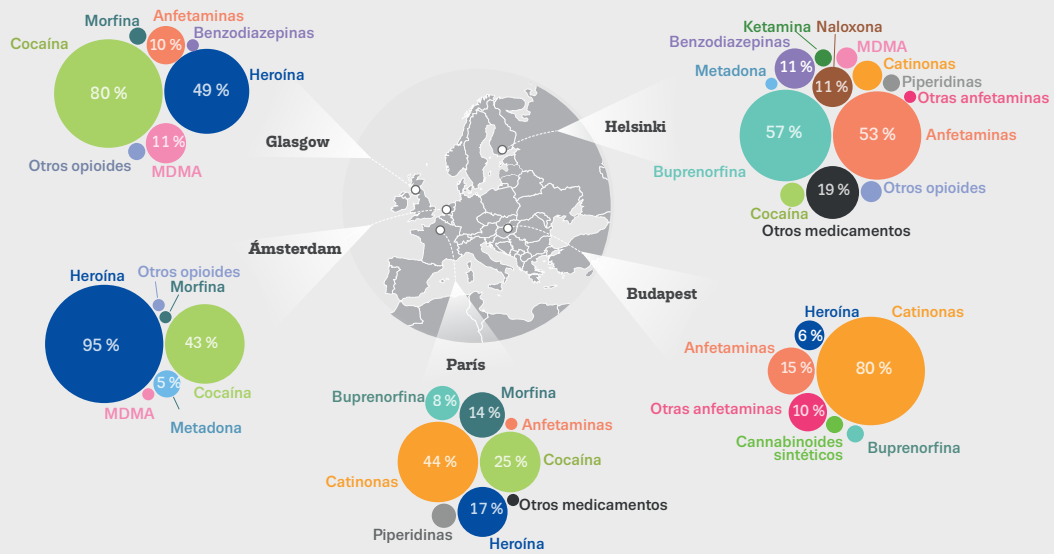 Morfina
Anfetaminas
Cocaína
10 %
Benzodiazepinas
80 %
49 %
Heroína
11 %
Otros opioides
MDMA
Glasgow
Ketamina
Naloxona
Benzodiazepinas
MDMA
Metadona
11 %
Catinonas
11 %
Piperidinas
Otras anfetaminas
57 %
53 %
Anfetaminas
Buprenorfina
19 %
Otros opioides
Cocaína
Otros medicamentos
Helsinki
Ámsterdam
Heroína
Otros opioides
Morfina
95 %
43 %
5 %
Cocaína
MDMA
Metadona
Budapest
Heroína
Catinonas
6 %
Anfetaminas
15 %
80 %
Otras anfetaminas
10 %
Cannabinoides
sintéticos
Buprenorfina
París
Buprenorfina
8 %
Morfina
14 %
Anfetaminas
44 %
25 %
Cocaína
Catinonas
17 %
Otros medicamentos
Piperidinas
Heroína